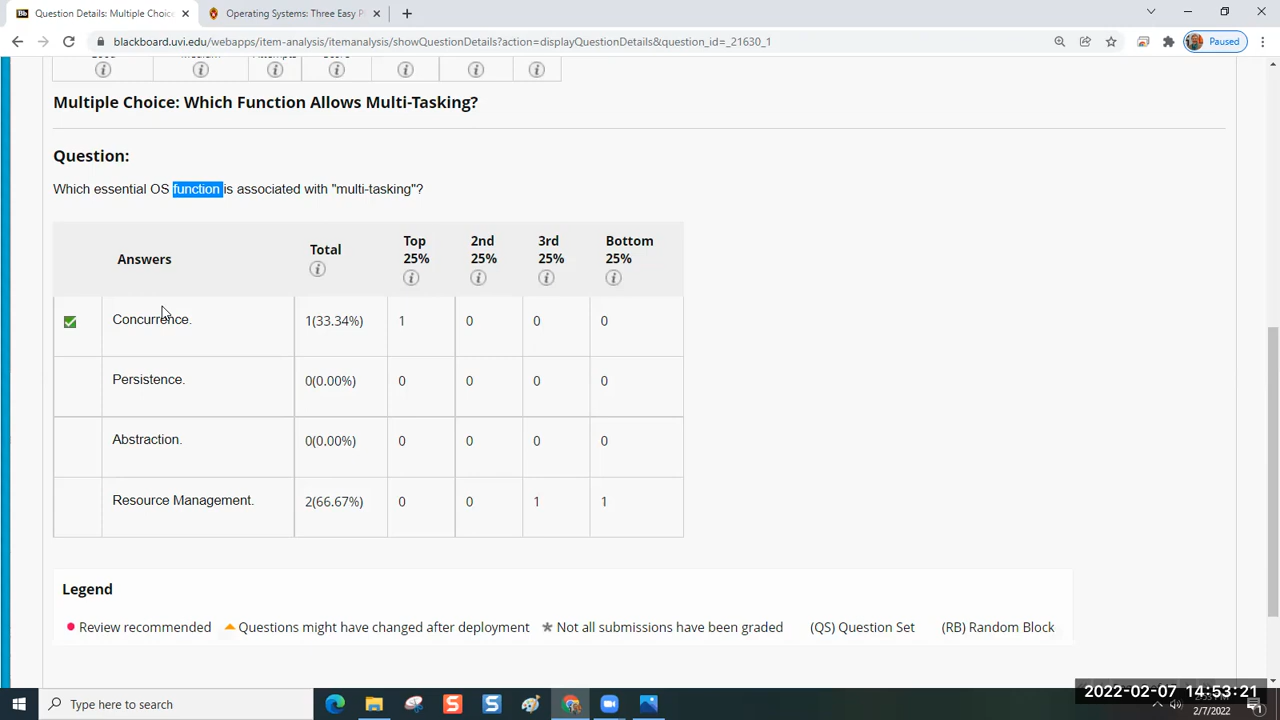 Question Details: Multiple Choic
Operating Systems: Three Easy P
blackboard.uvi.edu/webapps/item-analysis/itemanalysis/showQuestionDetails?action=displayQuestionDetails&question_id=_21630_1
Paused
Multiple Choice: Which Function Allows Multi-Tasking?
Question:
Which essential OS function is associated with "multi-tasking"?
Answers Total Top 25% 2nd 25% 3rd 25% Bottom 25%
Concurrence. 1(33.34%) 1 0 0 0
Persistence. 0(0.00%) 0 0 0 0
Abstraction. 0(0.00%) 0 0 0 0
Resource Management. 2(66.67%) 0 0 1 1
Legend
Review recommended Questions might have changed after deployment Not all submissions have been graded (QS) Question Set (RB) Random Block
Type here to search
2022-02-07 14:53:21
2/7/2022